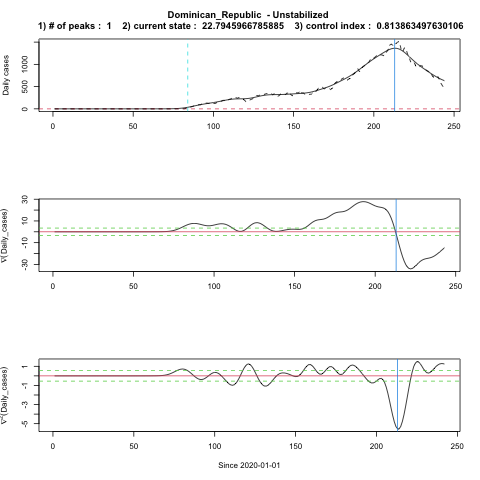 Dominican_Republic - Unstabilized
1) # of peaks : 1 2) current state : 22.7945966785885 3) control index : 0.813863497630106
Daily cases
1000
500
0
0 50 100 150 200 250
∇(Daily_cases)
30
10
-10
-30
0 50 100 150 200 250
∇²(Daily_cases)
1
-1
-3
-5
0 50 100 150 200 250
Since 2020-01-01